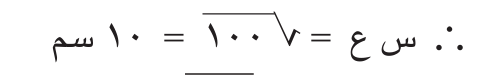 ∴ س ع = √١٠٠ = ١٠ سم